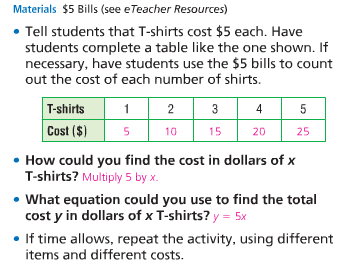 Materials $5 Bills (see eTeacher Resources)
• Tell students that T-shirts cost $5 each. Have
students complete a table like the one shown. If
necessary, have students use the $5 bills to count
out the cost of each number of shirts.
T-shirts 1 2 3 4 5
Cost ($) 5 10 15 20 25
• How could you find the cost in dollars of x
T-shirts? Multiply 5 by x.
• What equation could you use to find the total
cost y in dollars of x T-shirts? y = 5x
• If time allows, repeat the activity, using different
items and different costs.